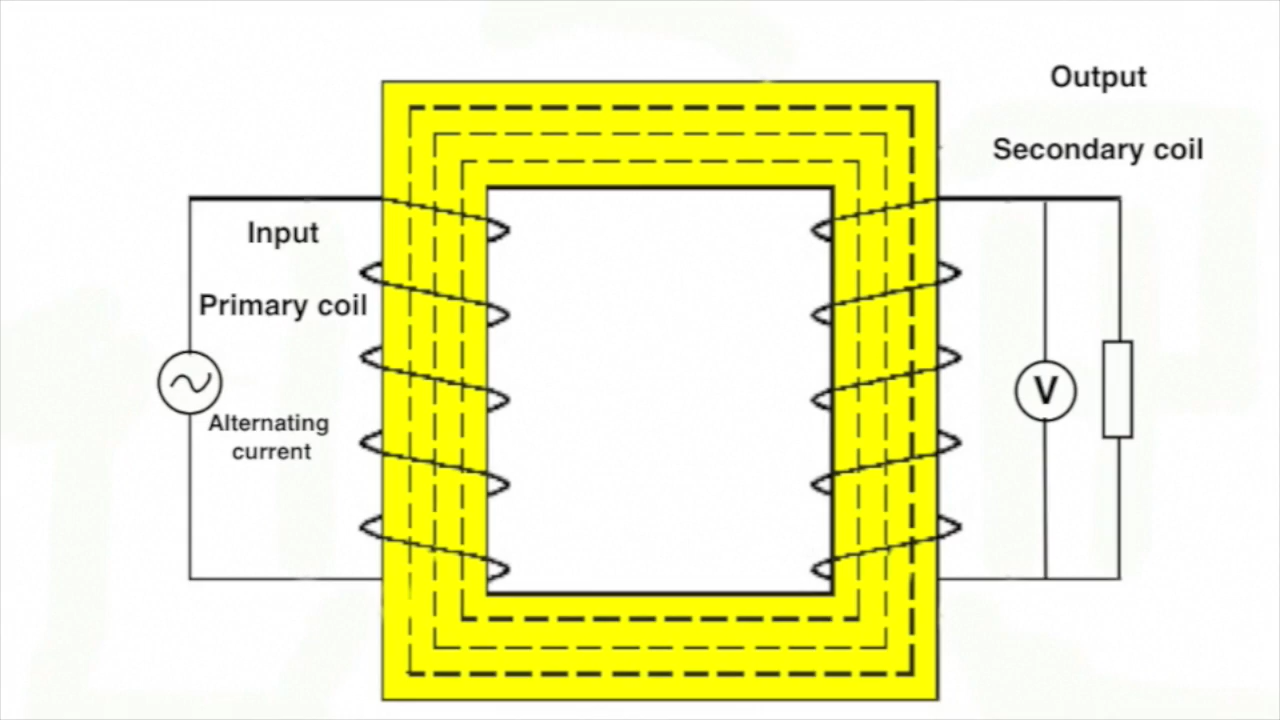 Output
Secondary coil
Input
Primary coil
Alternating
current
V